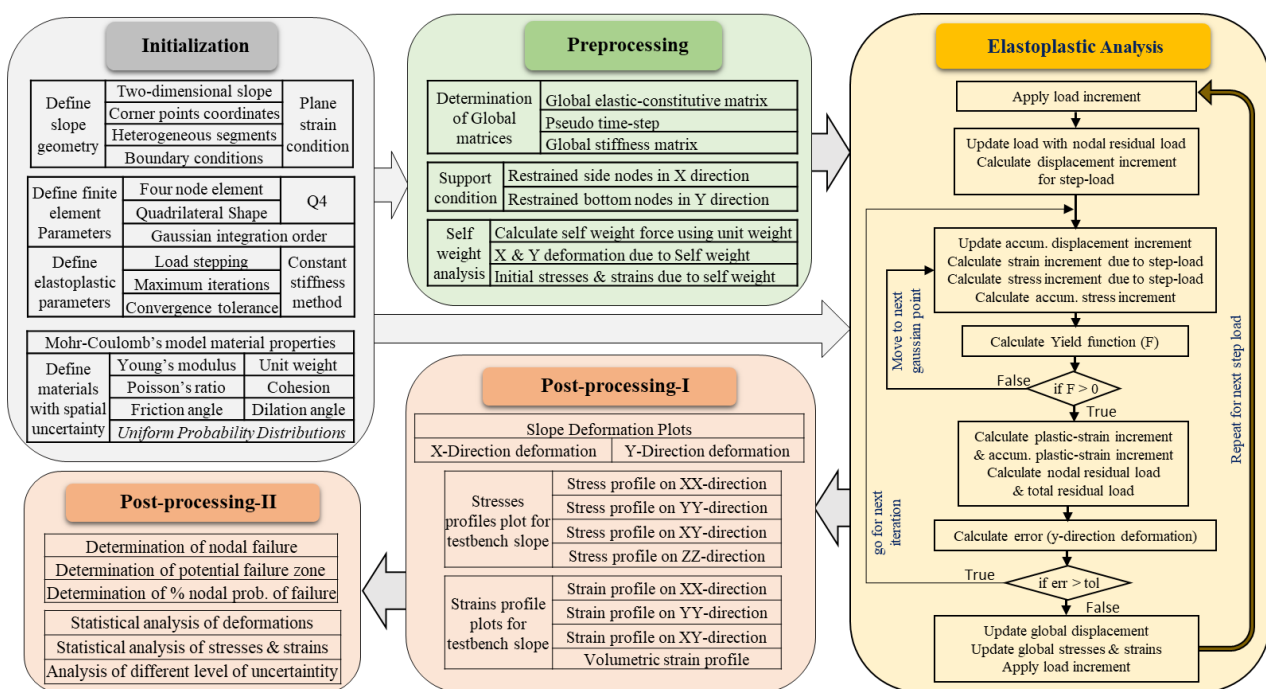 Initialization
Define
slope
geometry
Two-dimensional slope
Corner points coordinates
Heterogeneous segments
Boundary conditions
Plane
strain
condition
Define finite
element
Parameters
Four node element
Quadrilateral Shape
Q4
Gaussian integration order
Define
elastoplastic
parameters
Load stepping
Maximum iterations
Convergence tolerance
Constant
stiffness
method
Mohr-Coulomb's model material properties
Define
materials
with spatial
uncertainty
Young's modulus
Unit weight
Poisson's ratio
Cohesion
Friction angle
Dilation angle
Uniform Probability Distributions
Preprocessing
Determination
of Global
matrices
Global elastic-constitutive matrix
Pseudo time-step
Global stiffness matrix
Support
condition
Restrained side nodes in X direction
Restrained bottom nodes in Y direction
Self
weight
analysis
Calculate self weight force using unit weight
X & Y deformation due to Self weight
Initial stresses & strains due to self weight
Elastoplastic Analysis
Apply load increment
Update load with nodal residual load
Calculate displacement increment
for step-load
Update accum. displacement increment
Calculate strain increment due to step-load
Calculate stress increment due to step-load
Calculate accum. stress increment
Move to next
gaussian point
Calculate Yield function (F)
False
if F > 0
True
Calculate plastic-strain increment
& accum. plastic-strain increment
Calculate nodal residual load
& total residual load
go for next
iteration
Calculate error (y-direction deformation)
True
if err > tol
False
Update global displacement
Update global stresses & strains
Apply load increment
Repeat for next step load
Post-processing-I
Slope Deformation Plots
X-Direction deformation
Y-Direction deformation
Stresses
profiles plot for
testbench slope
Stress profile on XX-direction
Stress profile on YY-direction
Stress profile on XY-direction
Stress profile on ZZ-direction
Strains profile
plots for
testbench slope
Strain profile on XX-direction
Strain profile on YY-direction
Strain profile on XY-direction
Volumetric strain profile
Post-processing-II
Determination of nodal failure
Determination of potential failure zone
Determination of % nodal prob. of failure
Statistical analysis of deformations
Statistical analysis of stresses & strains
Analysis of different level of uncertaintity